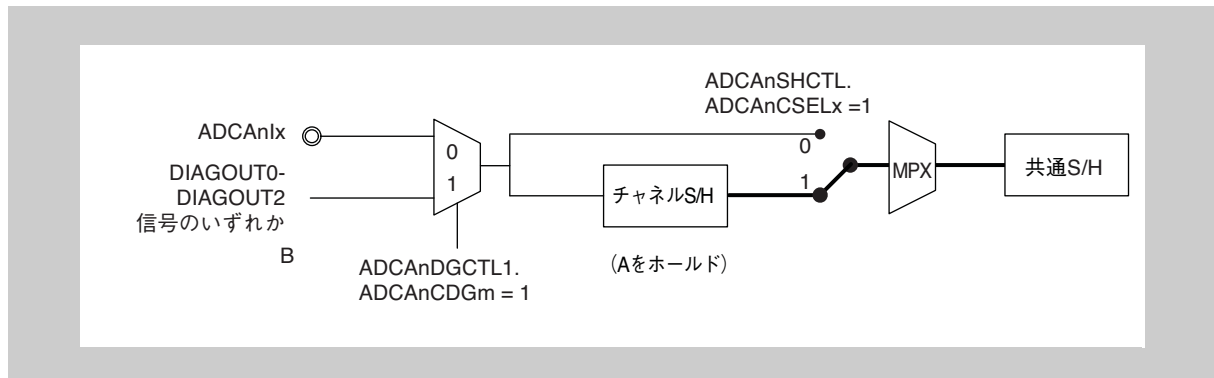 ADCAnIx
DIAGOUT0-
DIAGOUT2
信号のいずれか
B
0
1
ADCAnDGCTL1.
ADCAnCDGm = 1
チャネルS/H
(Aをホールド)
ADCAnSHCTL.
ADCAnCSELx =1
0
1
MPX
共通S/H